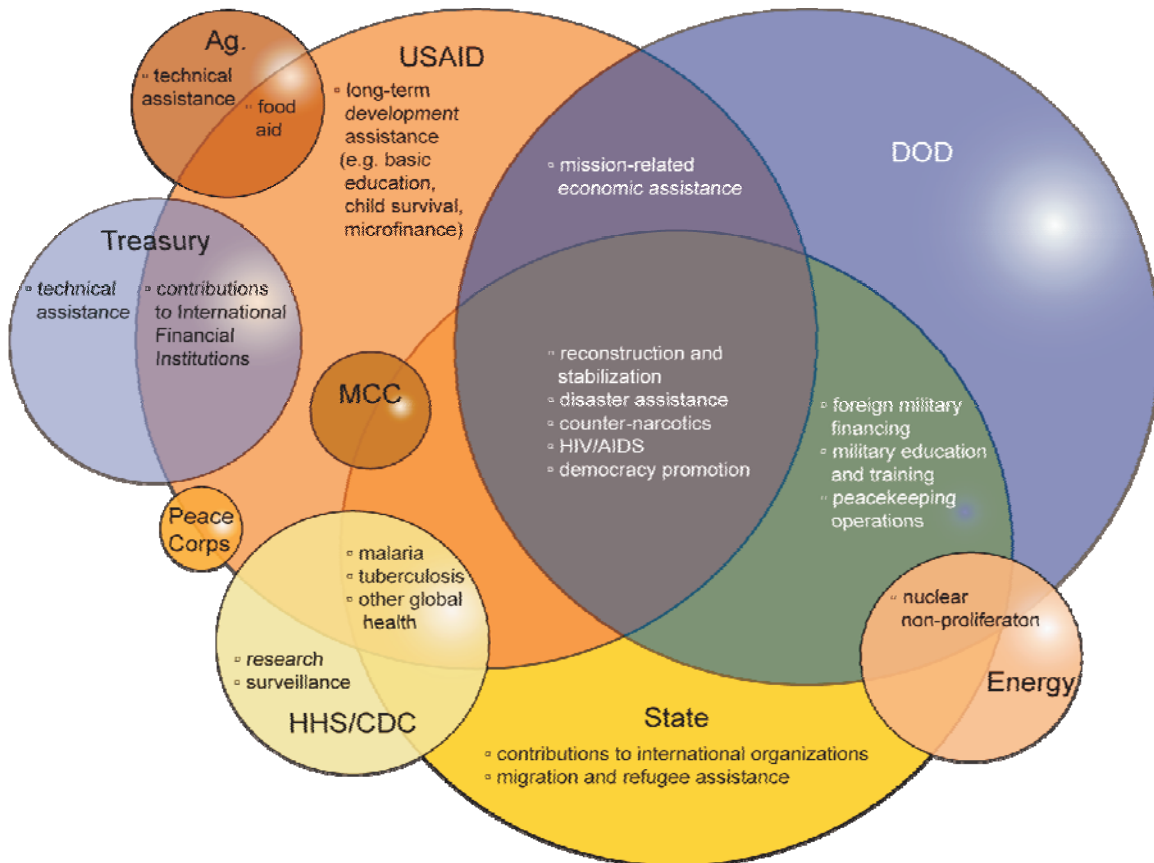 Ag.
▫ technical
assistance
▫ food
aid
USAID
▫ long-term
development
assistance
(e.g. basic
education,
child survival,
microfinance)
▫ mission-related
economic assistance
DOD
Treasury
▫ technical
assistance
▫ contributions
to International
Financial
Institutions
MCC
▫ reconstruction and
stabilization
▫ disaster assistance
▫ counter-narcotics
▫ HIV/AIDS
▫ democracy promotion
▫ foreign military
financing
▫ military education
and training
▫ peacekeeping
operations
Peace
Corps
▫ malaria
▫ tuberculosis
▫ other global
health
▫ research
▫ surveillance
HHS/CDC
▫ nuclear
non-proliferaton
Energy
State
▫ contributions to international organizations
▫ migration and refugee assistance